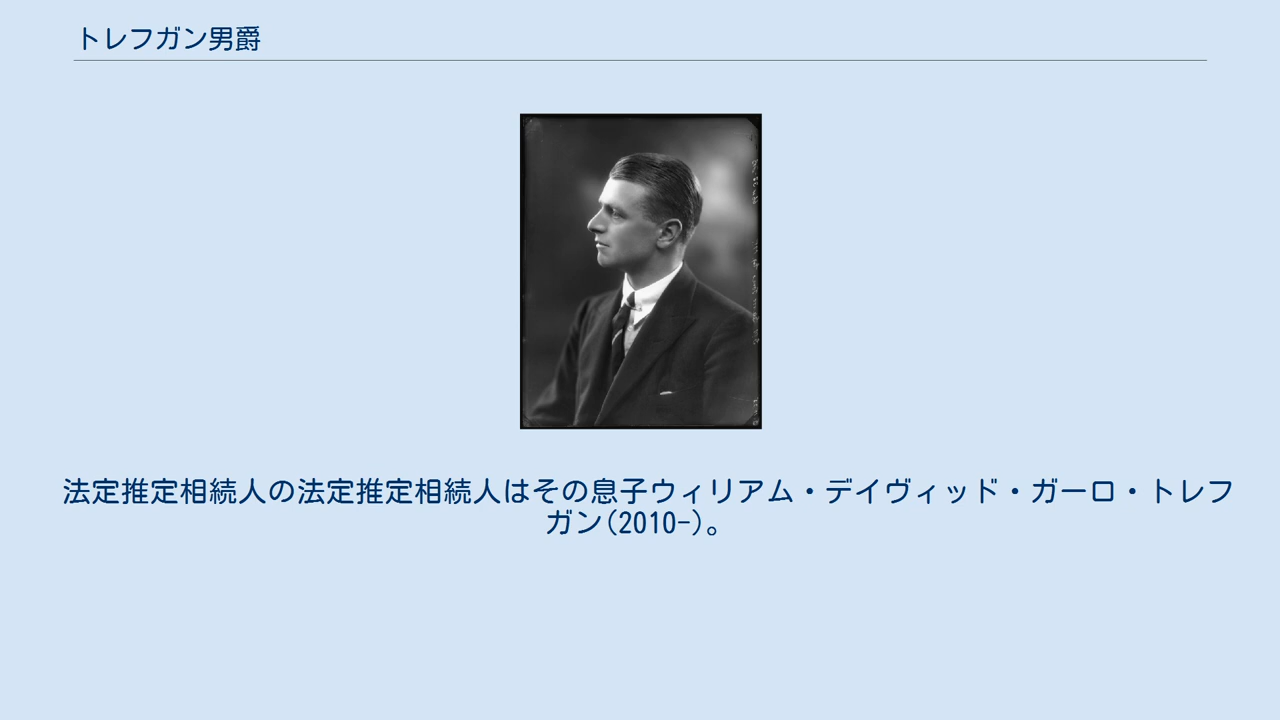 トレフガン男爵
法定推定相続人の法定推定相続人はその息子ウィリアム・デイヴィッド・ガーロ・トレフ
ガン(2010-)。